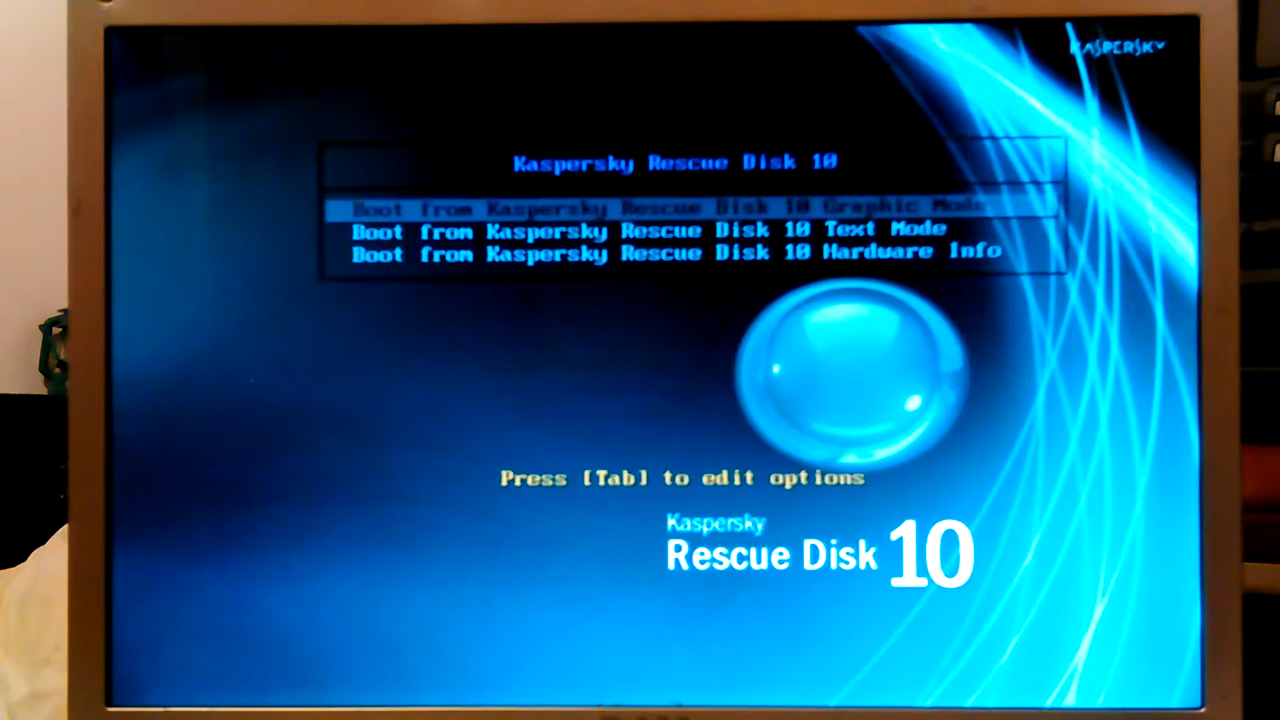 KASPERSKY
Kaspersky Rescue Disk 10
Boot from Kaspersky Rescue Disk 10 Graphic Mode
Boot from Kaspersky Rescue Disk 10 Text Mode
Boot from Kaspersky Rescue Disk 10 Hardware Info
Press [Tab] to edit options
Kaspersky
Rescue Disk 10